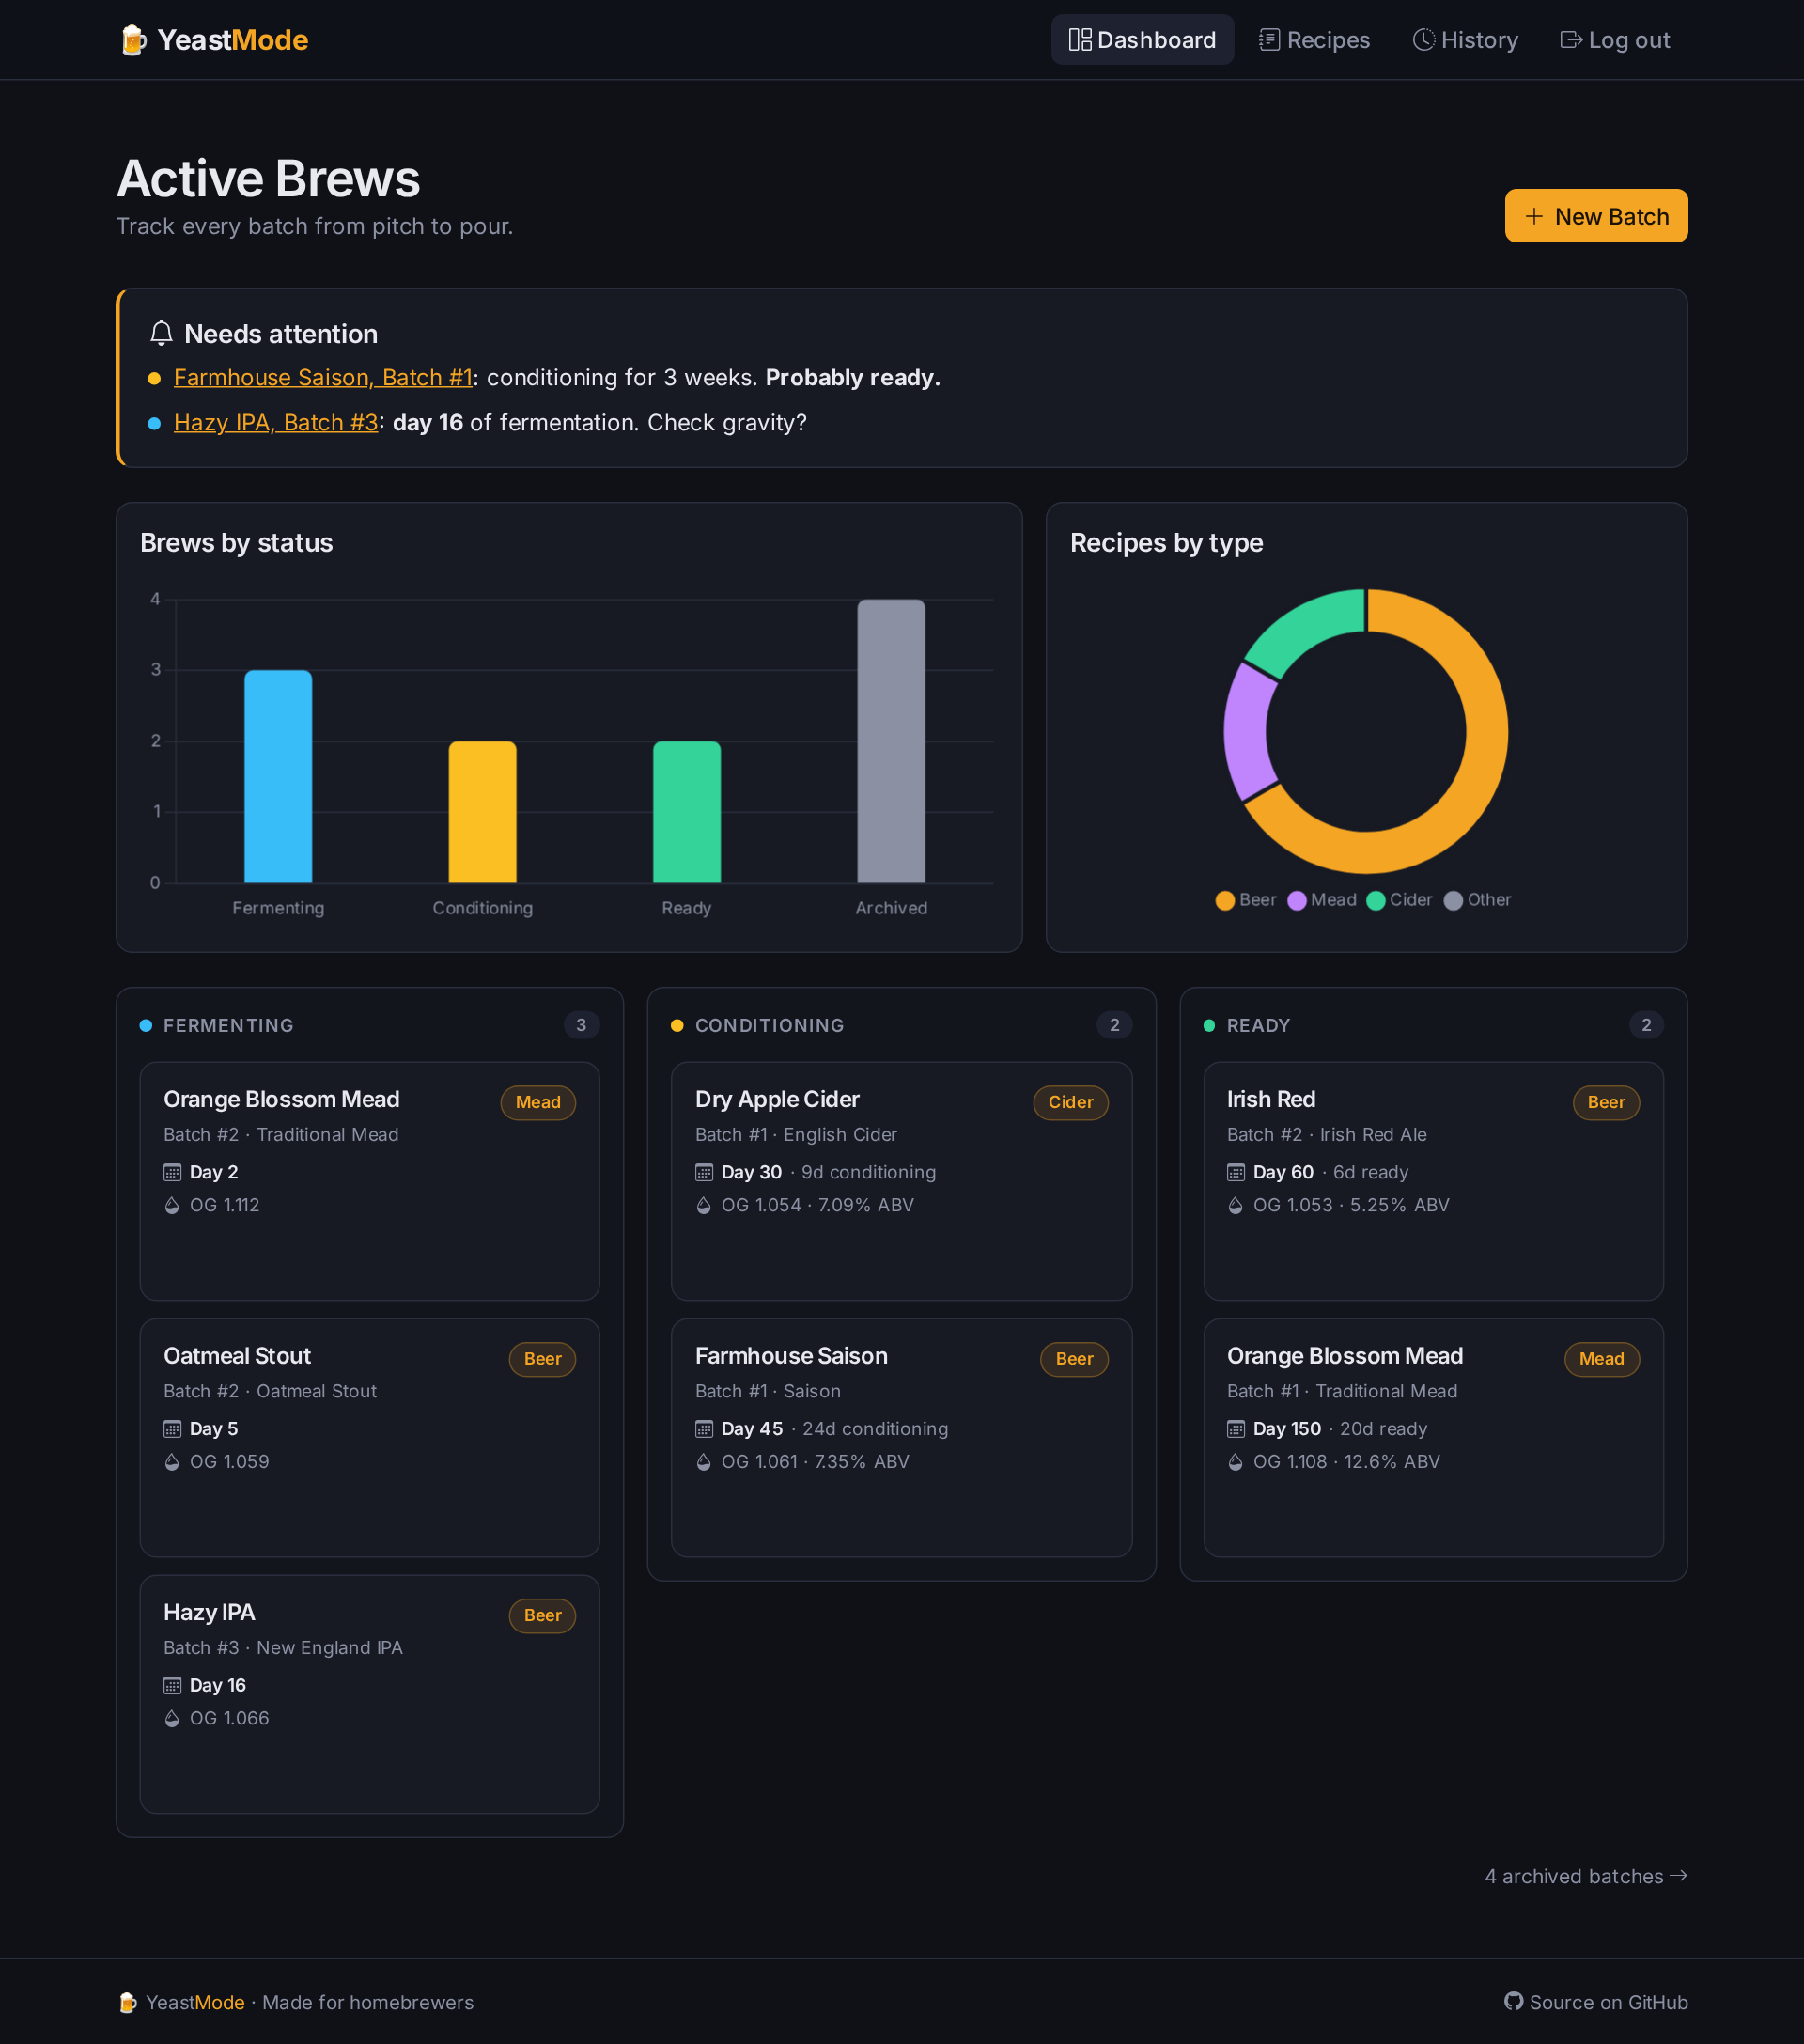 YeastMode
Dashboard
Recipes
History
Log out
Active Brews
Track every batch from pitch to pour.
+ New Batch
Needs attention
Farmhouse Saison, Batch #1: conditioning for 3 weeks. Probably ready.
Hazy IPA, Batch #3: day 16 of fermentation. Check gravity?
Brews by status
4
3
2
1
0
Fermenting
Conditioning
Ready
Archived
Recipes by type
Beer
Mead
Cider
Other
FERMENTING
3
Orange Blossom Mead
Mead
Batch #2 · Traditional Mead
Day 2
OG 1.112
Oatmeal Stout
Beer
Batch #2 · Oatmeal Stout
Day 5
OG 1.059
Hazy IPA
Beer
Batch #3 · New England IPA
Day 16
OG 1.066
CONDITIONING
2
Dry Apple Cider
Cider
Batch #1 · English Cider
Day 30 · 9d conditioning
OG 1.054 · 7.09% ABV
Farmhouse Saison
Beer
Batch #1 · Saison
Day 45 · 24d conditioning
OG 1.061 · 7.35% ABV
READY
2
Irish Red
Beer
Batch #2 · Irish Red Ale
Day 60 · 6d ready
OG 1.053 · 5.25% ABV
Orange Blossom Mead
Mead
Batch #1 · Traditional Mead
Day 150 · 20d ready
OG 1.108 · 12.6% ABV
4 archived batches →
YeastMode · Made for homebrewers
Source on GitHub